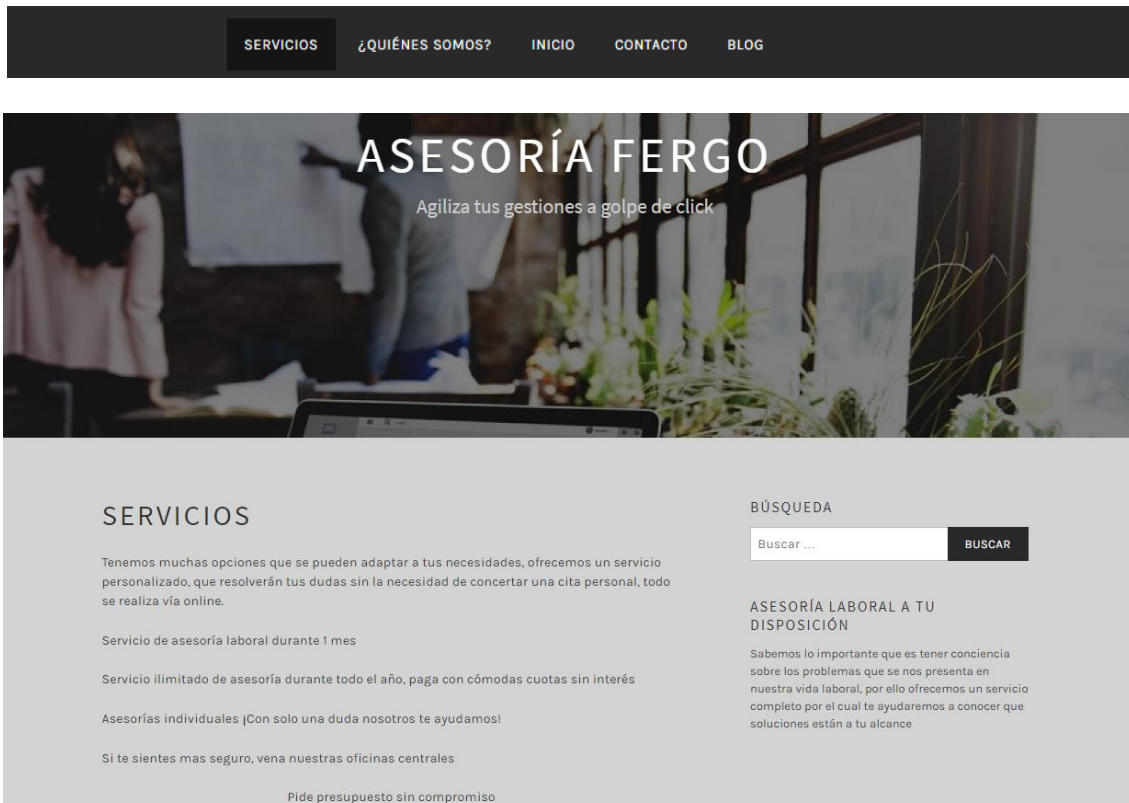 SERVICIOS ¿QUIÉNES SOMOS? INICIO CONTACTO BLOG
ASESORÍA FERGO
Agiliza tus gestiones a golpe de click
SERVICIOS
Tenemos muchas opciones que se pueden adaptar a tus necesidades, ofrecemos un servicio
personalizado, que resolverán tus dudas sin la necesidad de concertar una cita personal, todo
se realiza vía online.
Servicio de asesoría laboral durante 1 mes
Servicio ilimitado de asesoría durante todo el año, paga con cómodas cuotas sin interés
Asesorías individuales ¡Con solo una duda nosotros te ayudamos!
Si te sientes mas seguro, vena nuestras oficinas centrales
Pide presupuesto sin compromiso
BÚSQUEDA
Buscar ... BUSCAR
ASESORÍA LABORAL A TU
DISPOSICIÓN
Sabemos lo importante que es tener conciencia
sobre los problemas que se nos presenta en
nuestra vida laboral, por ello ofrecemos un servicio
completo por el cual te ayudaremos a conocer que
soluciones están a tu alcance